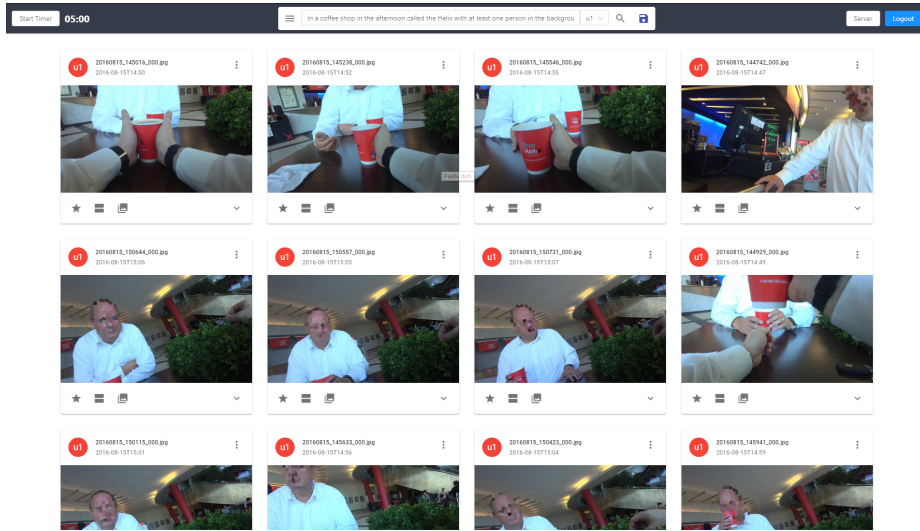 Start Timer 05:00 In a coffee shop in the afternoon called the Helix with at least one person in the backgrou u1 Server Logout
u1 20160815_145016_000.jpg
2016-08-15T14:50
u1 20160815_145238_000.jpg
2016-08-15T14:52
u1 20160815_145546_000.jpg
2016-08-15T14:55
u1 20160815_144742_000.jpg
2016-08-15T14:47
u1 20160815_150644_000.jpg
2016-08-15T15:06
u1 20160815_150557_000.jpg
2016-08-15T15:05
u1 20160815_150731_000.jpg
2016-08-15T15:07
u1 20160815_144929_000.jpg
2016-08-15T14:49
u1 20160815_150115_000.jpg
2016-08-15T15:01
u1 20160815_145633_000.jpg
2016-08-15T14:56
u1 20160815_150423_000.jpg
2016-08-15T15:04
u1 20160815_145941_000.jpg
2016-08-15T14:59